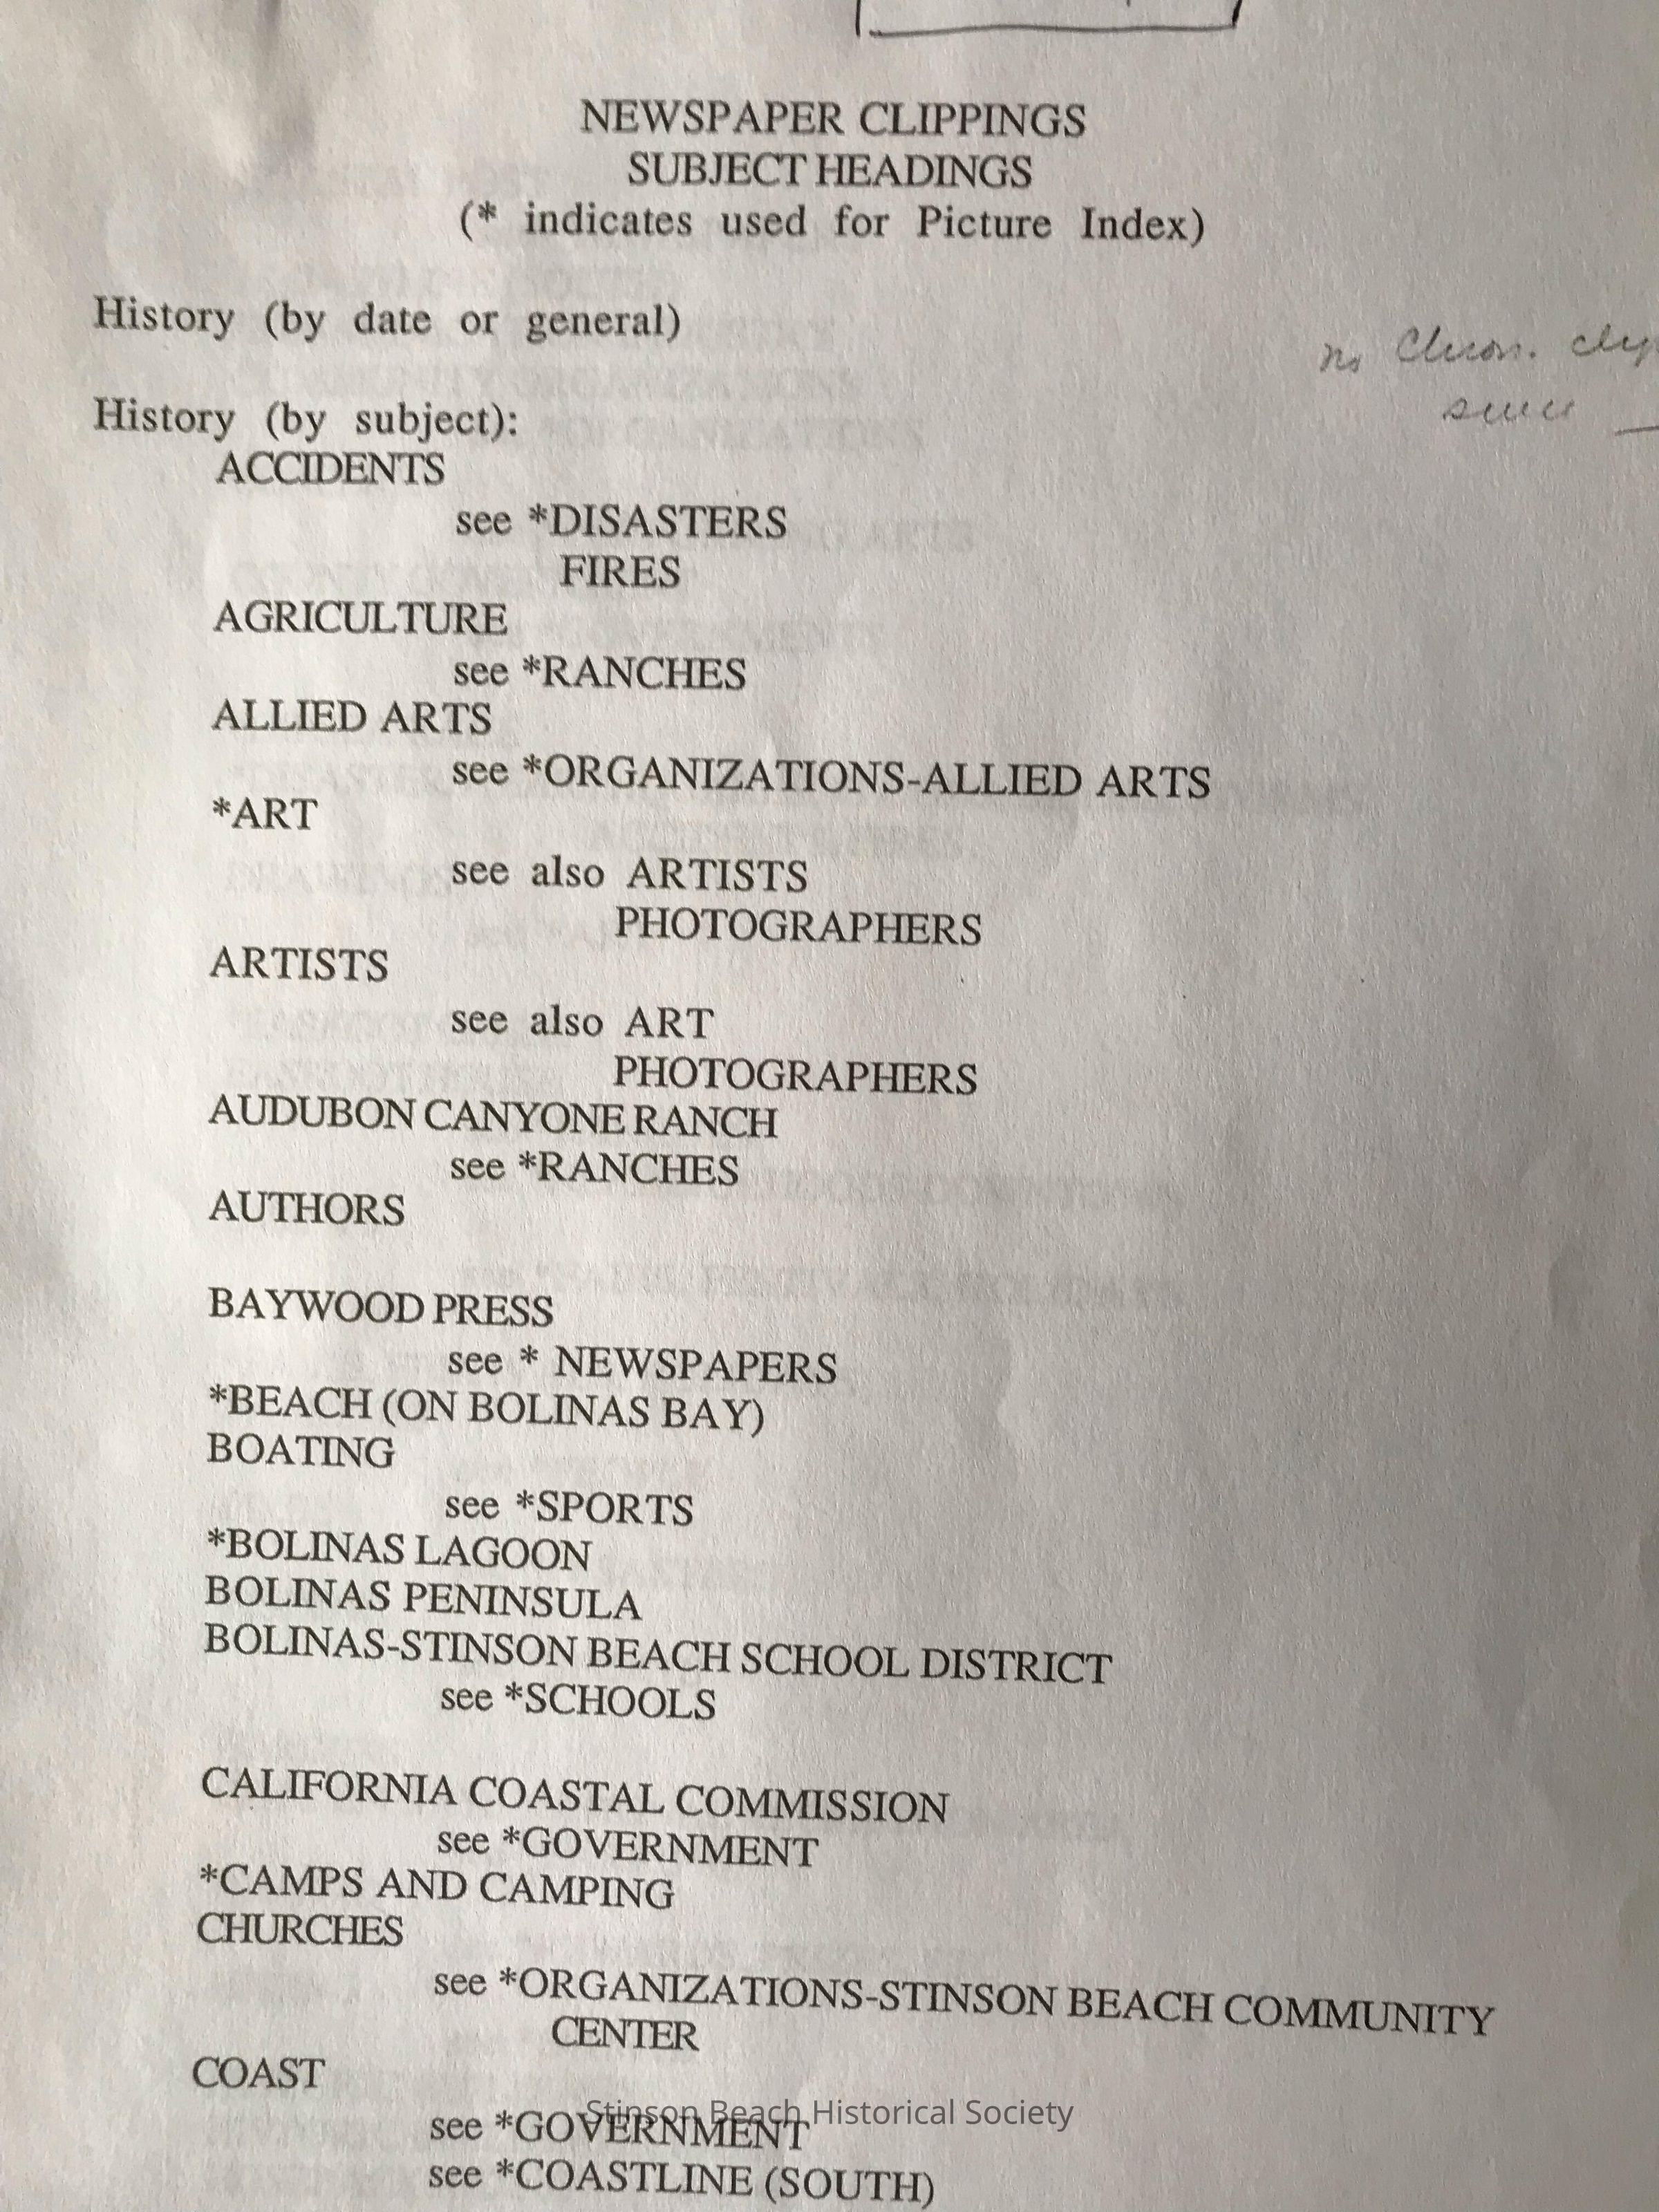 NEWSPAPER CLIPPINGS
SUBJECT HEADINGS
(* indicates used for Picture Index)
History (by date or general)
no Chron.
since
History (by subject):
ACCIDENTS
see *DISASTERS
FIRES
AGRICULTURE
see *RANCHES
ALLIED ARTS
see *ORGANIZATIONS-ALLIED ARTS
*ART
see also ARTISTS
PHOTOGRAPHERS
ARTISTS
see also ART
PHOTOGRAPHERS
AUDUBON CANYONE RANCH
see *RANCHES
AUTHORS
BAYWOOD PRESS
see * NEWSPAPERS
*BEACH (ON BOLINAS BAY)
BOATING
see *SPORTS
*BOLINAS LAGOON
BOLINAS PENINSULA
BOLINAS-STINSON BEACH SCHOOL DISTRICT
see *SCHOOLS
CALIFORNIA COASTAL COMMISSION
see *GOVERNMENT
*CAMPS AND CAMPING
CHURCHES
see *ORGANIZATIONS-STINSON BEACH COMMUNITY
CENTER
COAST
Stinson Beach Historical Society
see *GOVERNMENT
see *COASTLINE (SOUTH)